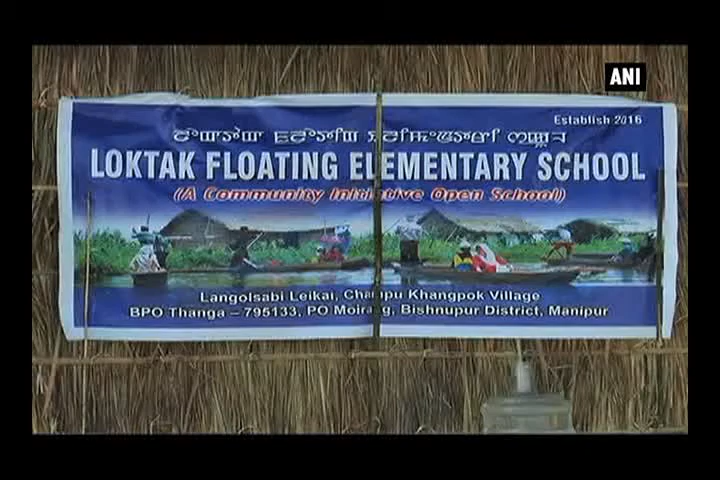 ANI
Establish 2016
LOKTAK FLOATING ELEMENTARY SCHOOL
(A Community Initiative Open School)
Langolsabi Leikai, Champu Khangpok Village
BPO Thanga – 795133, PO Moirang, Bishnupur District, Manipur